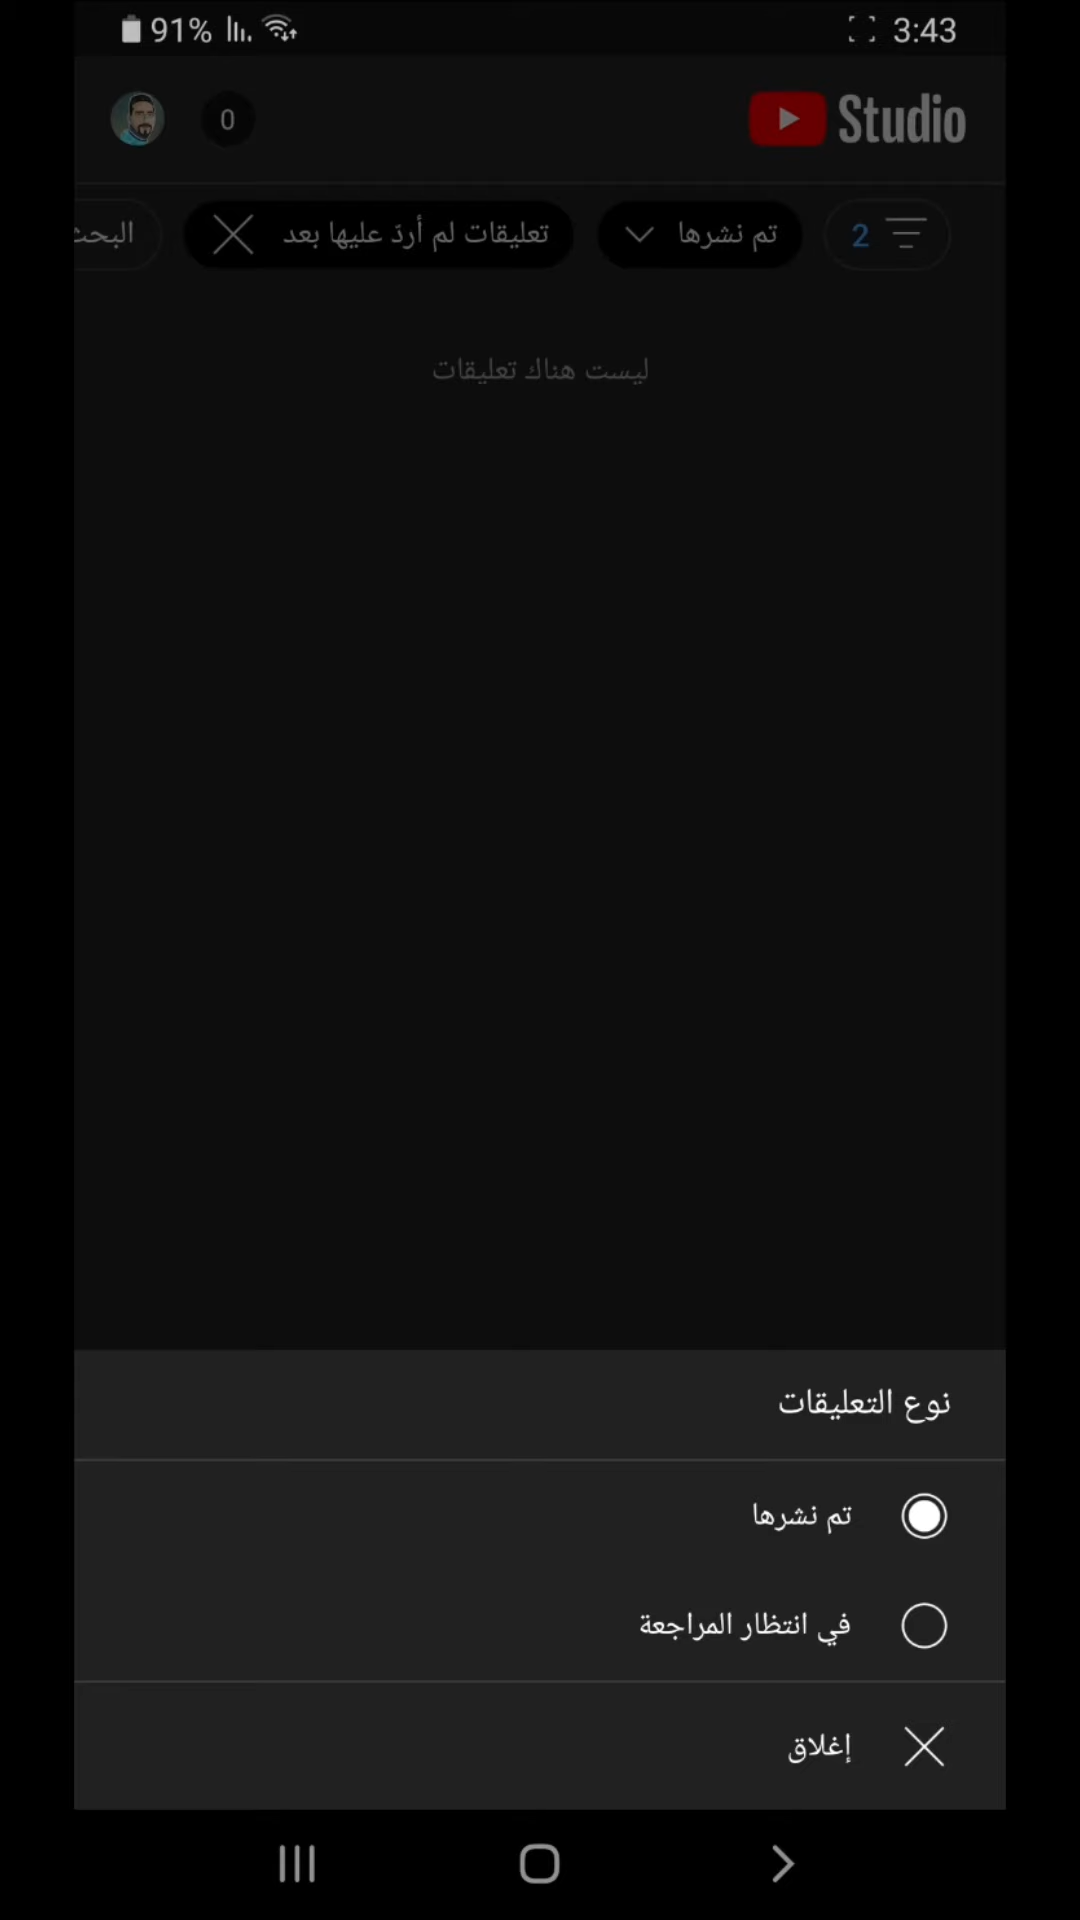 91% 3:43
Studio 0
2 تم نشرها تعليقات لم أردّ عليها بعد
ليست هناك تعليقات
نوع التعليقات
تم نشرها
في انتظار المراجعة
إغلاق